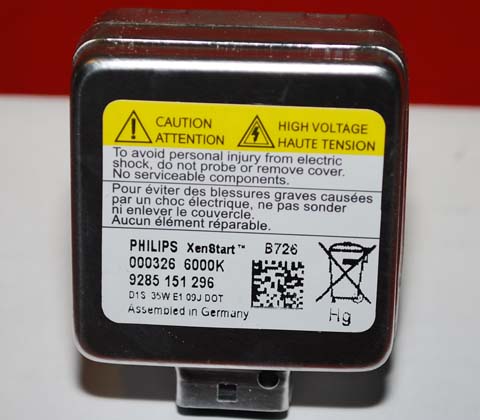 CAUTION
ATTENTION
HIGH VOLTAGE
HAUTE TENSION
To avoid personal injury from electric
shock, do not probe or remove cover.
No serviceable components.
Pour éviter des blessures graves causées
par un choc électrique, ne pas sonder
ni enlever le couvercle.
Aucun élément réparable.
PHILIPS XenStart™ B726
000326 6000K
9285 151 296
D1S 35W E1 09J DOT
Assembled in Germany
Hg